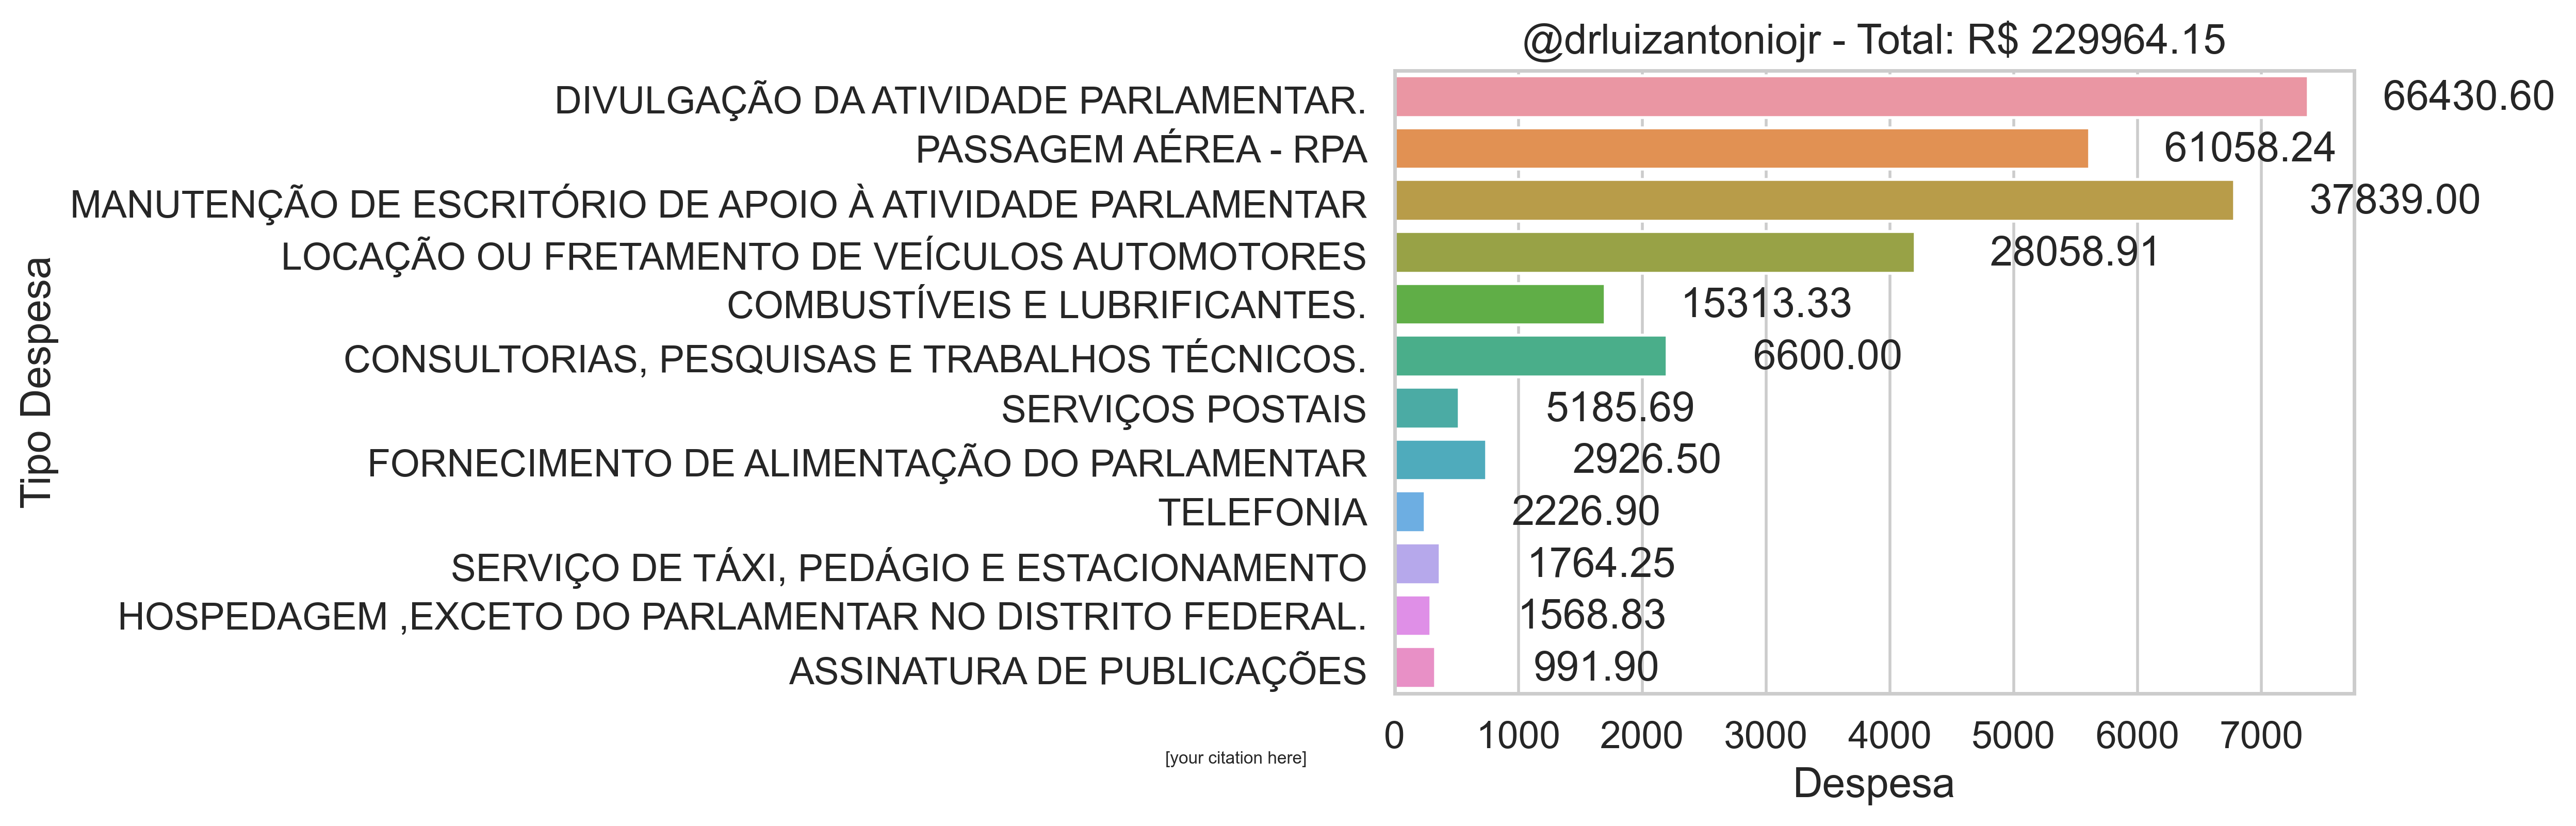 @drluizantoniojr - Total: R$ 229964.15
DIVULGAÇÃO DA ATIVIDADE PARLAMENTAR. 66430.60
PASSAGEM AÉREA - RPA 61058.24
MANUTENÇÃO DE ESCRITÓRIO DE APOIO À ATIVIDADE PARLAMENTAR 37839.00
LOCAÇÃO OU FRETAMENTO DE VEÍCULOS AUTOMOTORES 28058.91
COMBUSTÍVEIS E LUBRIFICANTES. 15313.33
CONSULTORIAS, PESQUISAS E TRABALHOS TÉCNICOS. 6600.00
SERVIÇOS POSTAIS 5185.69
FORNECIMENTO DE ALIMENTAÇÃO DO PARLAMENTAR 2926.50
TELEFONIA 2226.90
SERVIÇO DE TÁXI, PEDÁGIO E ESTACIONAMENTO 1764.25
HOSPEDAGEM ,EXCETO DO PARLAMENTAR NO DISTRITO FEDERAL. 1568.83
ASSINATURA DE PUBLICAÇÕES 991.90
Tipo Despesa
0 1000 2000 3000 4000 5000 6000 7000
Despesa
[your citation here]